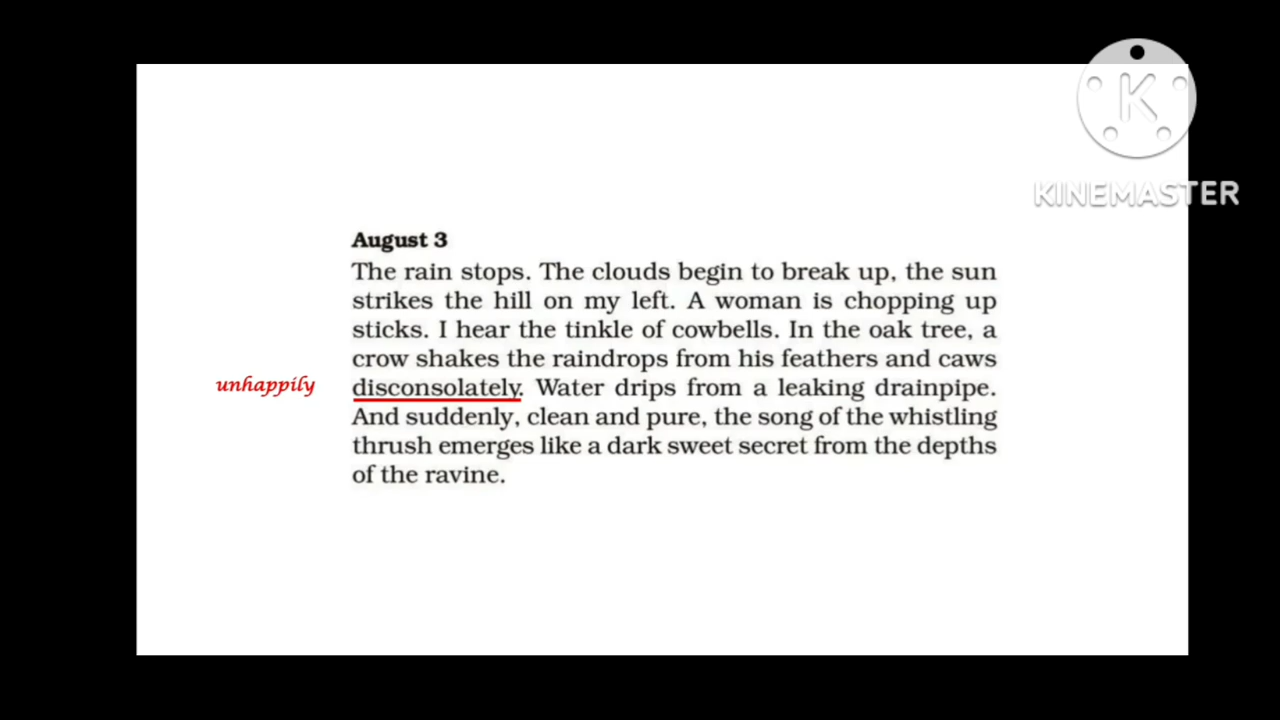 K
KINEMASTER
August 3
The rain stops. The clouds begin to break up, the sun
strikes the hill on my left. A woman is chopping up
sticks. I hear the tinkle of cowbells. In the oak tree, a
crow shakes the raindrops from his feathers and caws
unhappily
disconsolately. Water drips from a leaking drainpipe.
And suddenly, clean and pure, the song of the whistling
thrush emerges like a dark sweet secret from the depths
of the ravine.